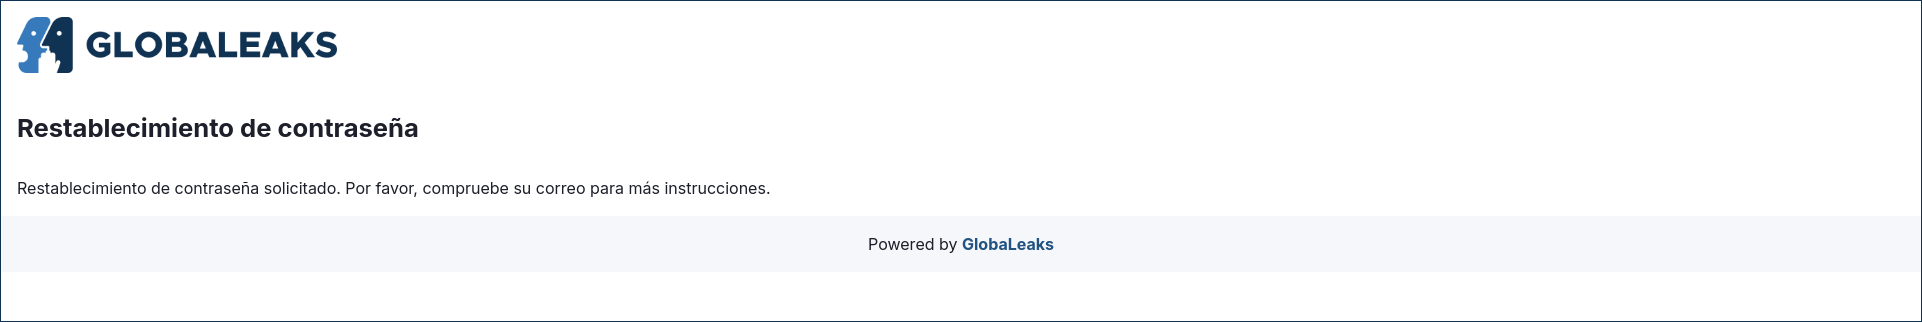 GLOBALEAKS
Restablecimiento de contraseña
Restablecimiento de contraseña solicitado. Por favor, compruebe su correo para más instrucciones.
Powered by GlobaLeaks